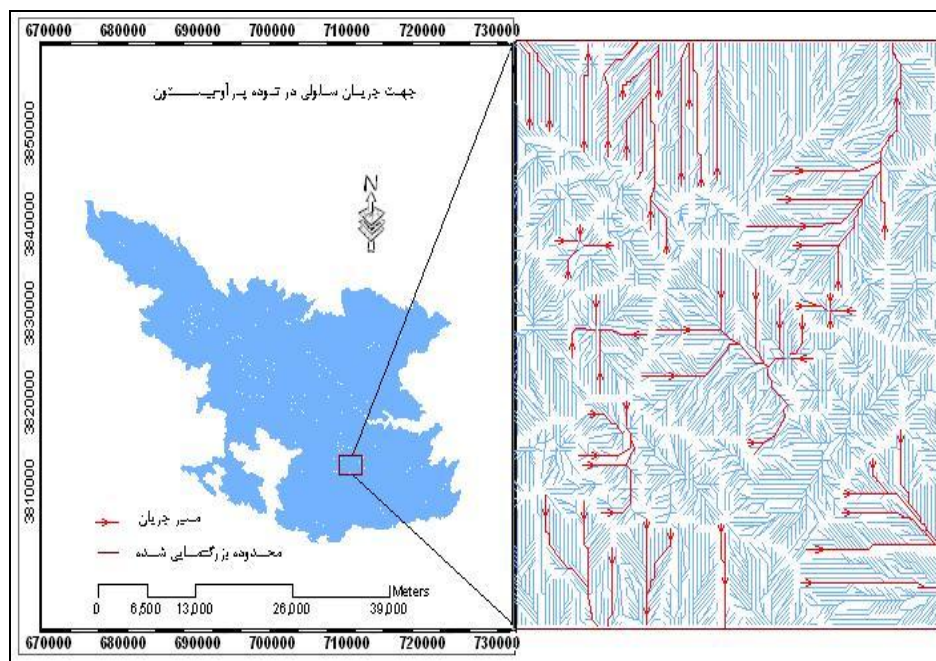 670000 680000 690000 700000 710000 720000 730000
جهت جریان سلولی در توده پرآو-بیستون
N
3850000
3840000
3830000
3820000
3810000
مسیر جریان
محدوده بزرگنمایی شده
Meters
0 6,500 13,000 26,000 39,000
670000 680000 690000 700000 710000 720000 730000